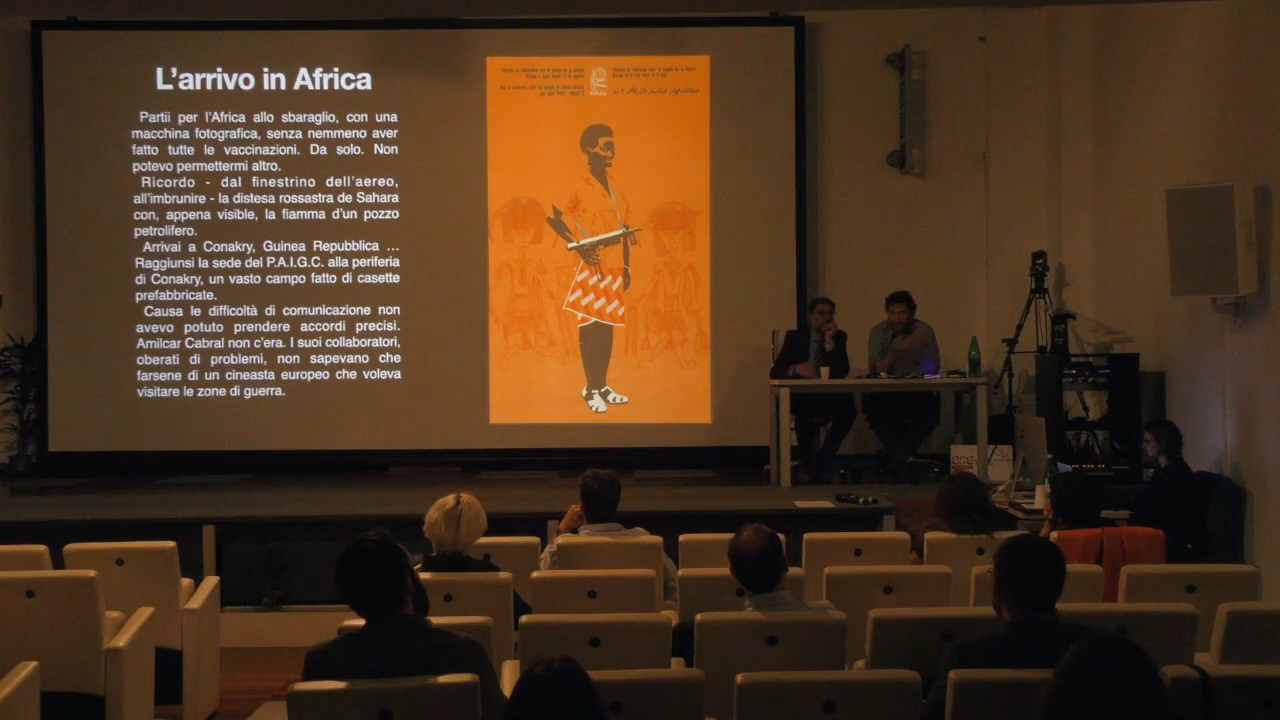 L'arrivo in Africa
Partii per l'Africa allo sbaraglio, con una
macchina fotografica, senza nemmeno aver
fatto tutte le vaccinazioni. Da solo. Non
potevo permettermi altro.
Ricordo - dal finestrino dell'aereo,
all'imbrunire - la distesa rossastra de Sahara
con, appena visible, la fiamma d'un pozzo
petrolifero.
Arrivai a Conakry, Guinea Repubblica ...
Raggiunsi la sede del P.A.I.G.C. alla periferia
di Conakry, un vasto campo fatto di casette
prefabbricate.
Causa le difficoltà di comunicazione non
avevo potuto prendere accordi precisi.
Amilcar Cabral non c'era. I suoi collaboratori,
oberati di problemi, non sapevano che
farsene di un cineasta europeo che voleva
visitare le zone di guerra.